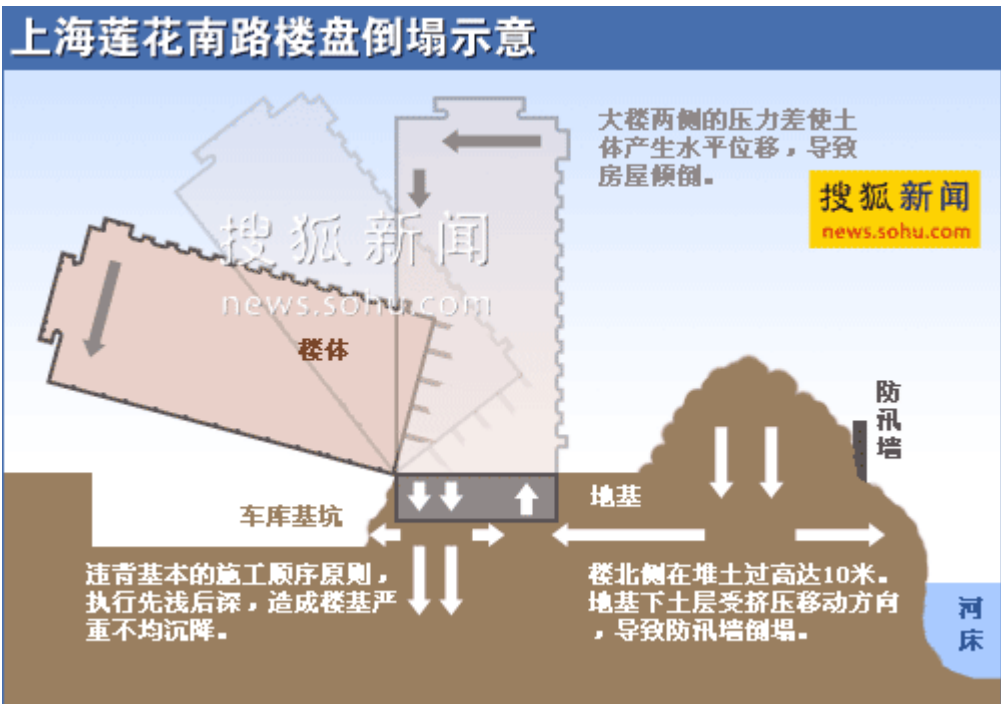 上海莲花南路楼盘倒塌示意
大楼两侧的压力差使土
体产生水平位移，导致
房屋倾倒。
搜狐新闻
news.sohu.com
搜狐新闻
news.sohu.com
楼体
防汛墙
地基
车库基坑
违背基本的施工顺序原则，
执行先浅后深，造成楼基严
重不均沉降。
楼北侧在堆土过高达10米。
地基下土层受挤压移动方向
，导致防汛墙倒塌。
河床